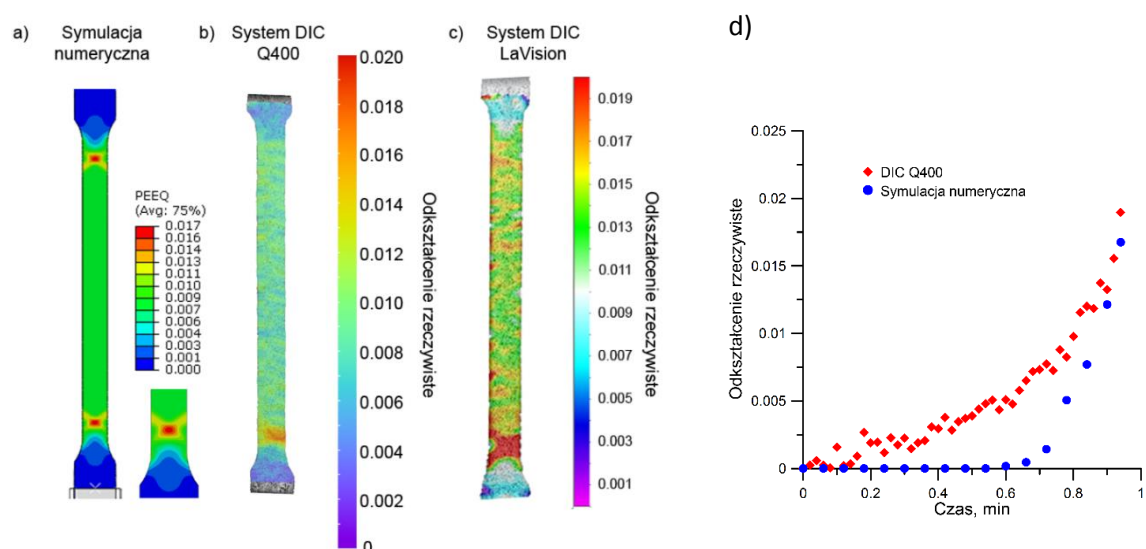 a) Symulacja
numeryczna
PEEQ
(Avg: 75%)
0.017
0.016
0.014
0.013
0.011
0.010
0.009
0.007
0.006
0.004
0.003
0.001
0.000
b) System DIC
Q400
0.020
0.018
0.016
0.014
0.012
0.010
0.008
0.006
0.004
0.002
0
Odkształcenie rzeczywiste
c) System DIC
LaVision
0.019
0.017
0.015
0.013
0.011
0.009
0.007
0.005
0.003
0.001
Odkształcenie rzeczywiste
d)
0.025
0.02
0.015
0.01
0.005
0
Odkształcenie rzeczywiste
DIC Q400
Symulacja numeryczna
0 0.2 0.4 0.6 0.8 1
Czas, min